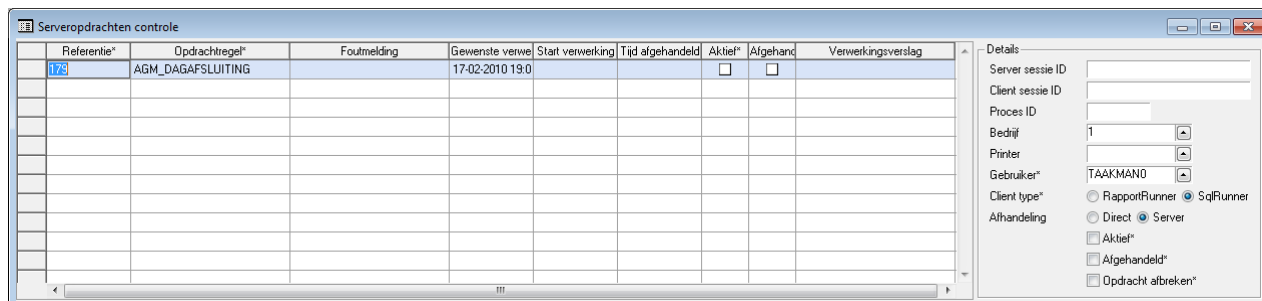 Serveropdrachten controle
Referentie* Opdrachtregel* Foutmelding Gewenste verwe Start verwerking Tijd afgehandeld Aktief* Afgehand Verwerkingsverslag
179 AGM_DAGAFSLUITING 17-02-2010 19:0
Details
Server sessie ID
Client sessie ID
Proces ID
Bedrijf 1
Printer
Gebruiker* TAAKMAN0
Client type* RapportRunner SqlRunner
Afhandeling Direct Server
Aktief*
Afgehandeld*
Opdracht afbreken*